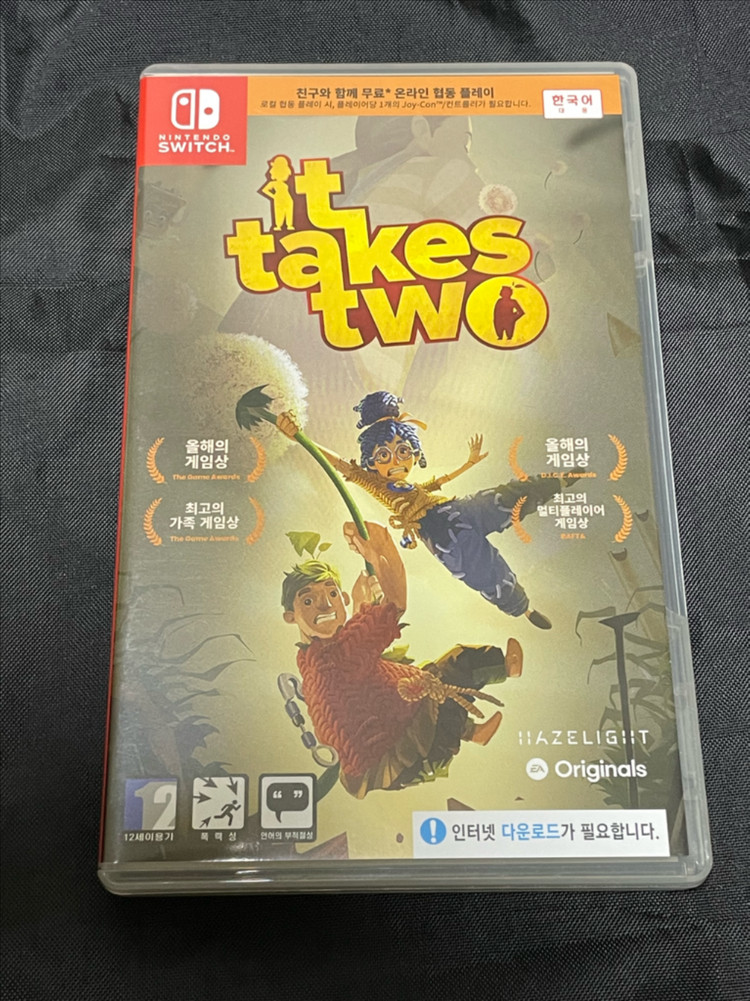 친구와 함께 무료* 온라인 협동 플레이
로컬 협동 플레이 시, 플레이어당 1개의 Joy-Con™/컨트롤러가 필요합니다.
한국어
대응
NINTENDO
SWITCH™
it
takes
two
올해의
게임상
The Game Awards
올해의
게임상
D.I.C.E. Awards
최고의
가족 게임상
The Game Awards
최고의
멀티플레이어
게임상
BAFTA
HAZELIGHT
EA Originals
12
12세이용가
폭력성
언어의 부적절성
! 인터넷 다운로드가 필요합니다.